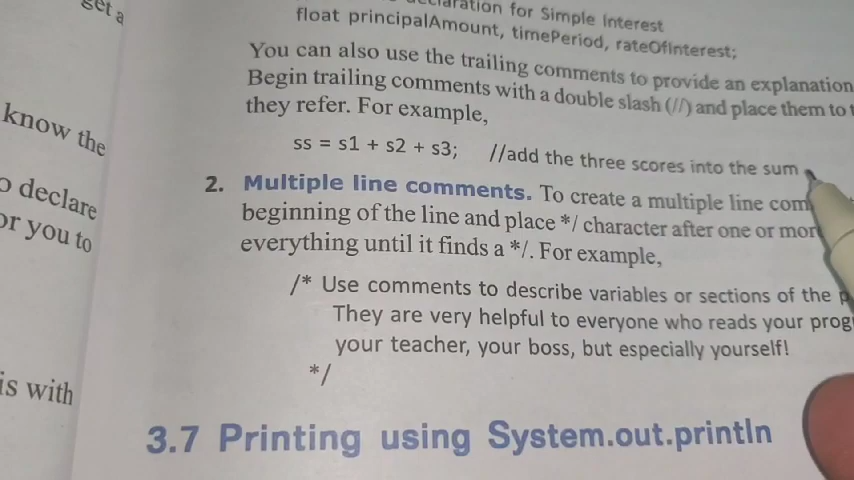 get a
know the
o declare
or you to
is with
declaration for Simple Interest
float principalAmount, timePeriod, rateOfInterest;
You can also use the trailing comments to provide an explanation
Begin trailing comments with a double slash (//) and place them to
they refer. For example,
ss = s1 + s2 + s3; //add the three scores into the sum
2. Multiple line comments. To create a multiple line com
beginning of the line and place */ character after one or mor
everything until it finds a */. For example,
/* Use comments to describe variables or sections of the p
They are very helpful to everyone who reads your prog
your teacher, your boss, but especially yourself!
*/
3.7 Printing using System.out.println